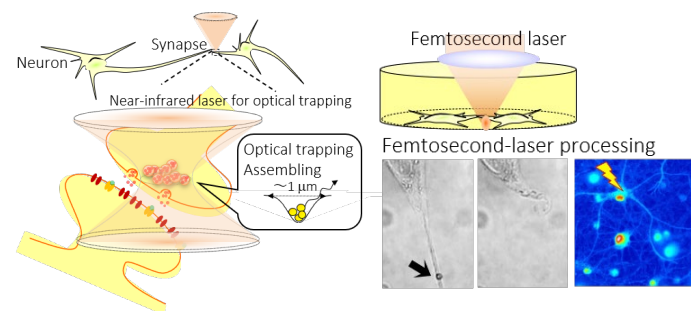 Synapse
Neuron
Near-infrared laser for optical trapping
Optical trapping
Assembling
～1 μm
Femtosecond laser
Femtosecond-laser processing